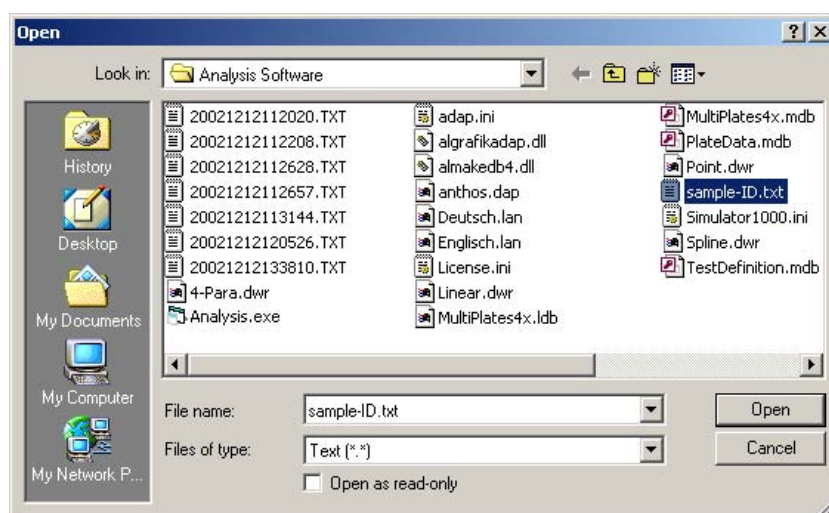 Open
Look in: Analysis Software
History
Desktop
My Documents
My Computer
My Network P...
20021212112020.TXT
20021212112208.TXT
20021212112628.TXT
20021212112657.TXT
20021212113144.TXT
20021212120526.TXT
20021212133810.TXT
4-Para.dwr
Analysis.exe
adap.ini
algrafikadap.dll
almakedb4.dll
anthos.dap
Deutsch.lan
Englisch.lan
License.ini
Linear.dwr
MultiPlates4x.ldb
MultiPlates4x.mdb
PlateData.mdb
Point.dwr
sample-ID.txt
Simulator1000.ini
Spline.dwr
TestDefinition.mdb
File name: sample-ID.txt Open
Files of type: Text (*.*) Cancel
Open as read-only